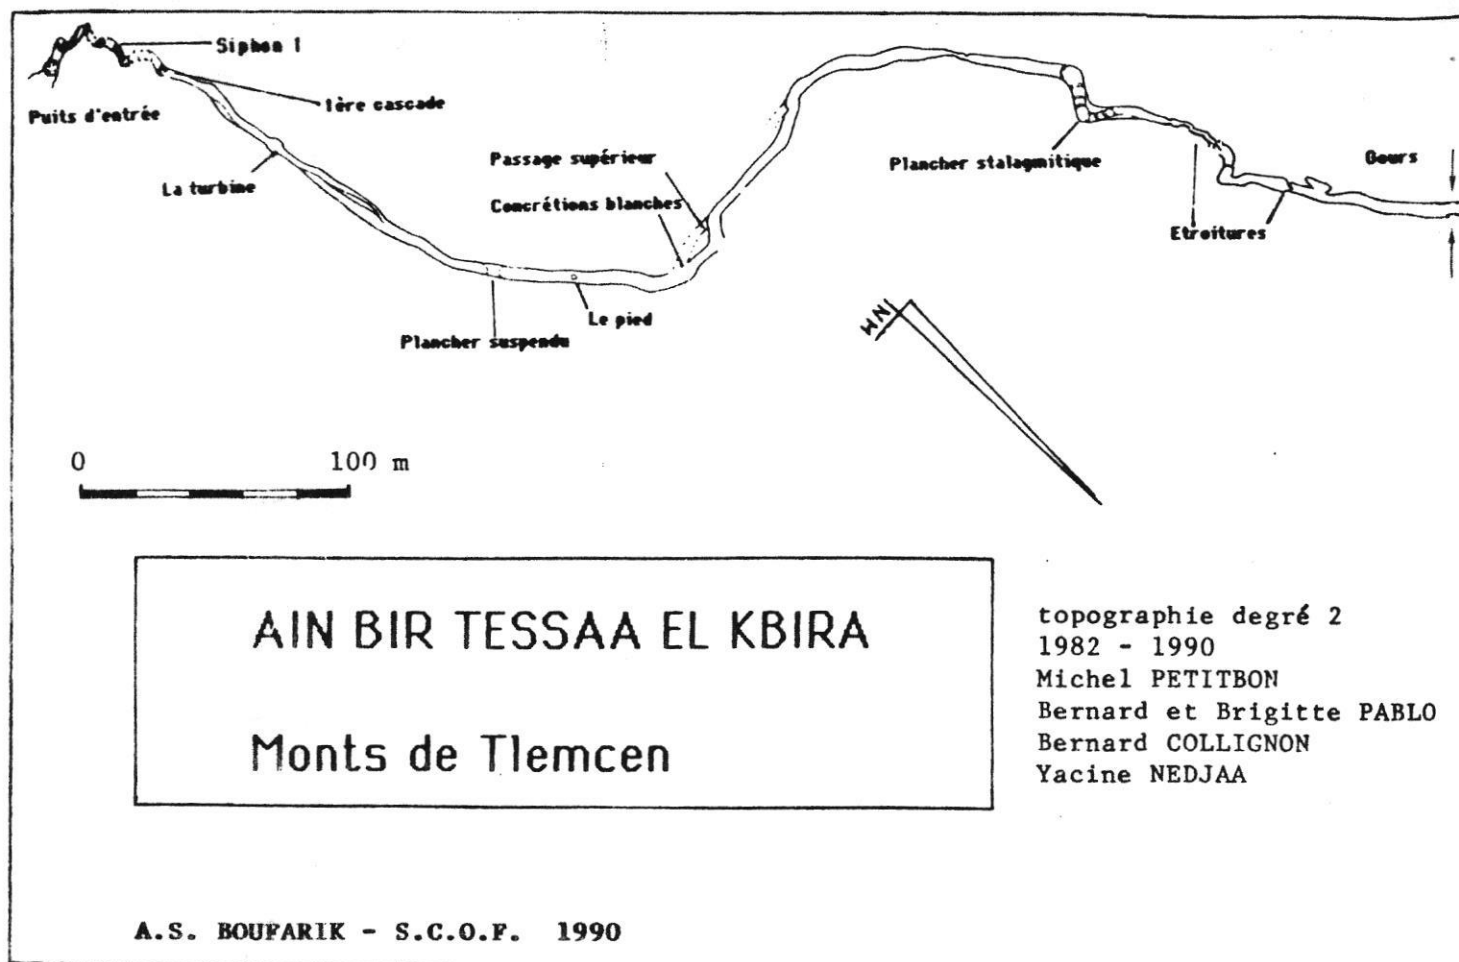 Siphon 1
1ère cascade
Puits d'entrée
La turbine
Passage supérieur
Concrétions blanches
Plancher stalagmitique
Gours
Etroitures
Le pied
Plancher suspendu
0 100 m
AIN BIR TESSAA EL KBIRA
Monts de Tlemcen
topographie degré 2
1982 - 1990
Michel PETITBON
Bernard et Brigitte PABLO
Bernard COLLIGNON
Yacine NEDJAA
A.S. BOUFARIK - S.C.O.F. 1990